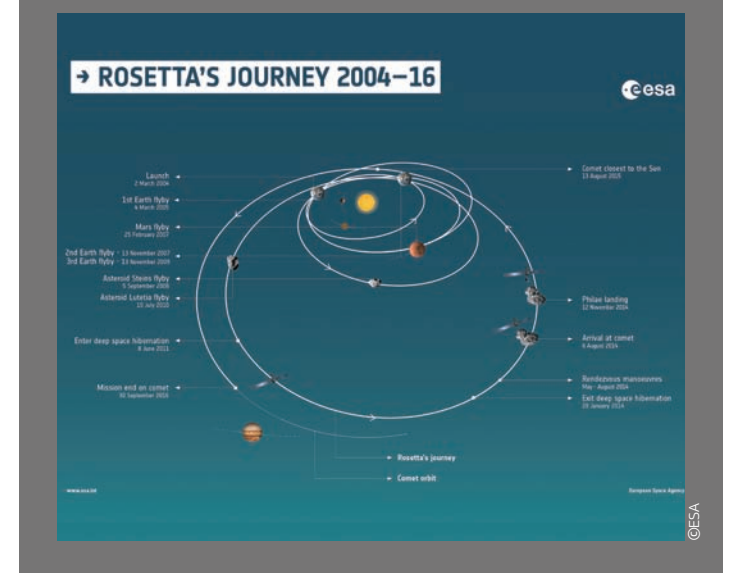 → ROSETTA'S JOURNEY 2004–16
esa
Launch
2 March 2004
1st Earth flyby
4 March 2005
Mars flyby
25 February 2007
2nd Earth flyby - 13 November 2007
3rd Earth flyby - 13 November 2009
Asteroid Steins flyby
5 September 2008
Asteroid Lutetia flyby
10 July 2010
Enter deep space hibernation
8 June 2011
Mission end on comet
30 September 2016
Comet closest to the Sun
13 August 2015
Philae landing
12 November 2014
Arrival at comet
6 August 2014
Rendezvous manoeuvres
May - August 2014
Exit deep space hibernation
20 January 2014
Rosetta's journey
Comet orbit
www.esa.int
European Space Agency
©ESA